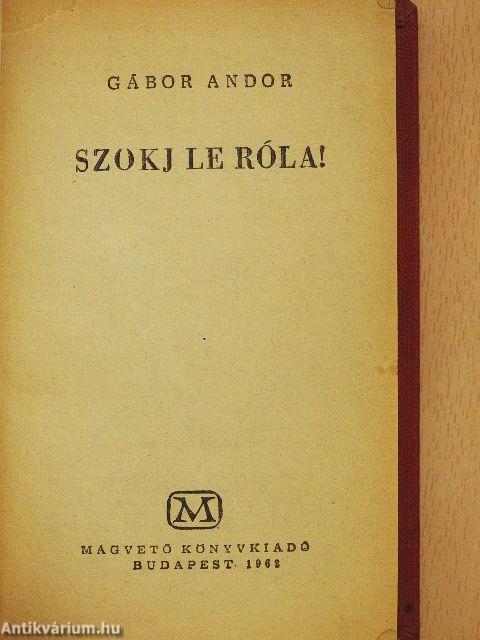 GÁBOR ANDOR
SZOKJ LE RÓLA!
M
MAGVETŐ KÖNYVKIADÓ
BUDAPEST, 1962
Antikvárium.hu